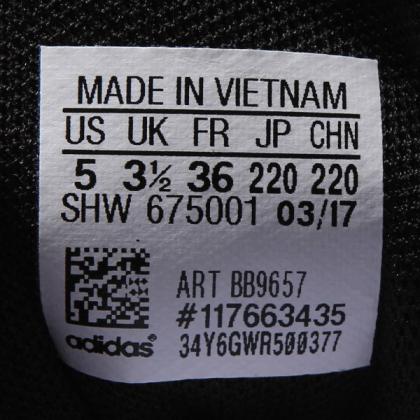 MADE IN VIETNAM
US UK FR JP CHN
5 3½ 36 220 220
SHW 675001 03/17
ART BB9657
#117663435
adidas® 34Y6GWR500377